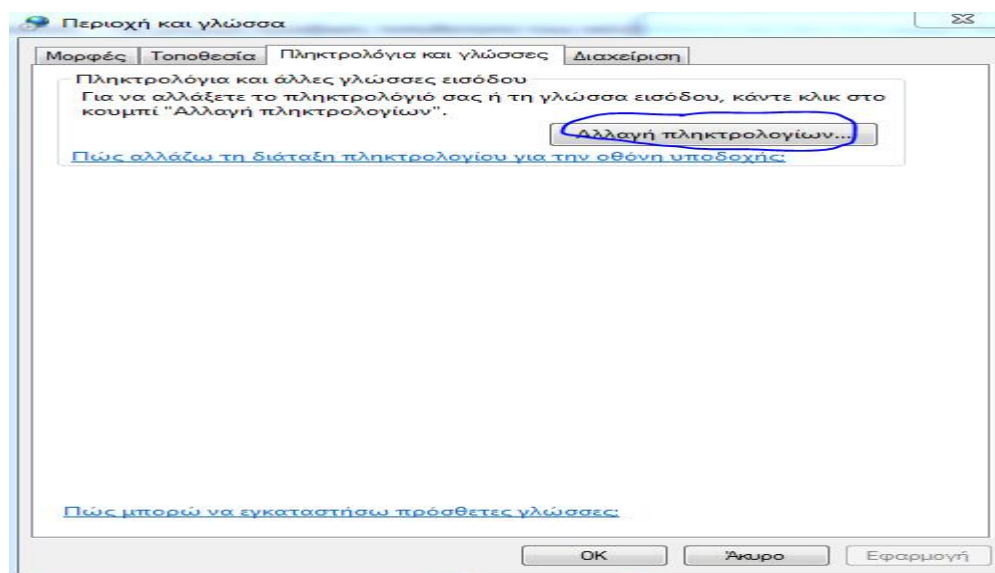 Περιοχή και γλώσσα
Μορφές Τοποθεσία Πληκτρολόγια και γλώσσες Διαχείριση
Πληκτρολόγια και άλλες γλώσσες εισόδου
Για να αλλάξετε το πληκτρολόγιό σας ή τη γλώσσα εισόδου, κάντε κλικ στο
κουμπί "Αλλαγή πληκτρολογίων".
Αλλαγή πληκτρολογίων...
Πώς αλλάζω τη διάταξη πληκτρολογίου για την οθόνη υποδοχής;
Πώς μπορώ να εγκαταστήσω πρόσθετες γλώσσες;
OK Άκυρο Εφαρμογή